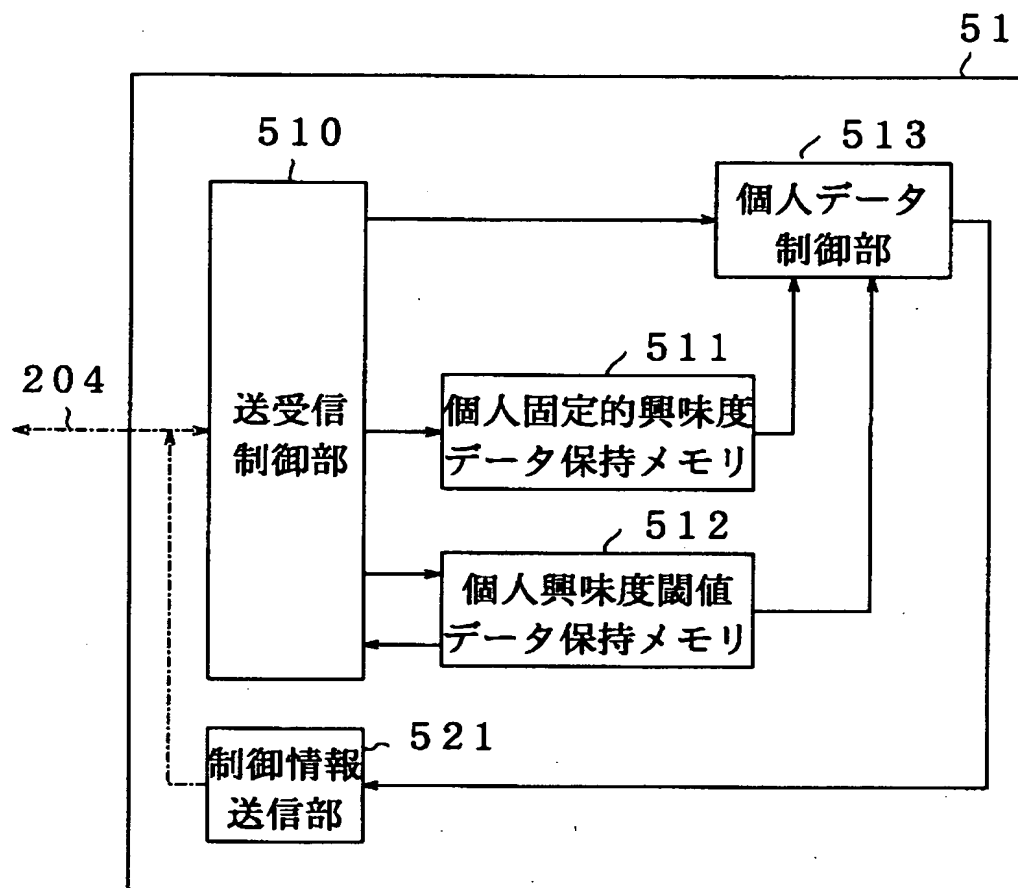 51
510
513
個人データ
制御部
511
204
送受信
制御部
個人固定的興味度
データ保持メモリ
512
個人興味度閾値
データ保持メモリ
521
制御情報
送信部